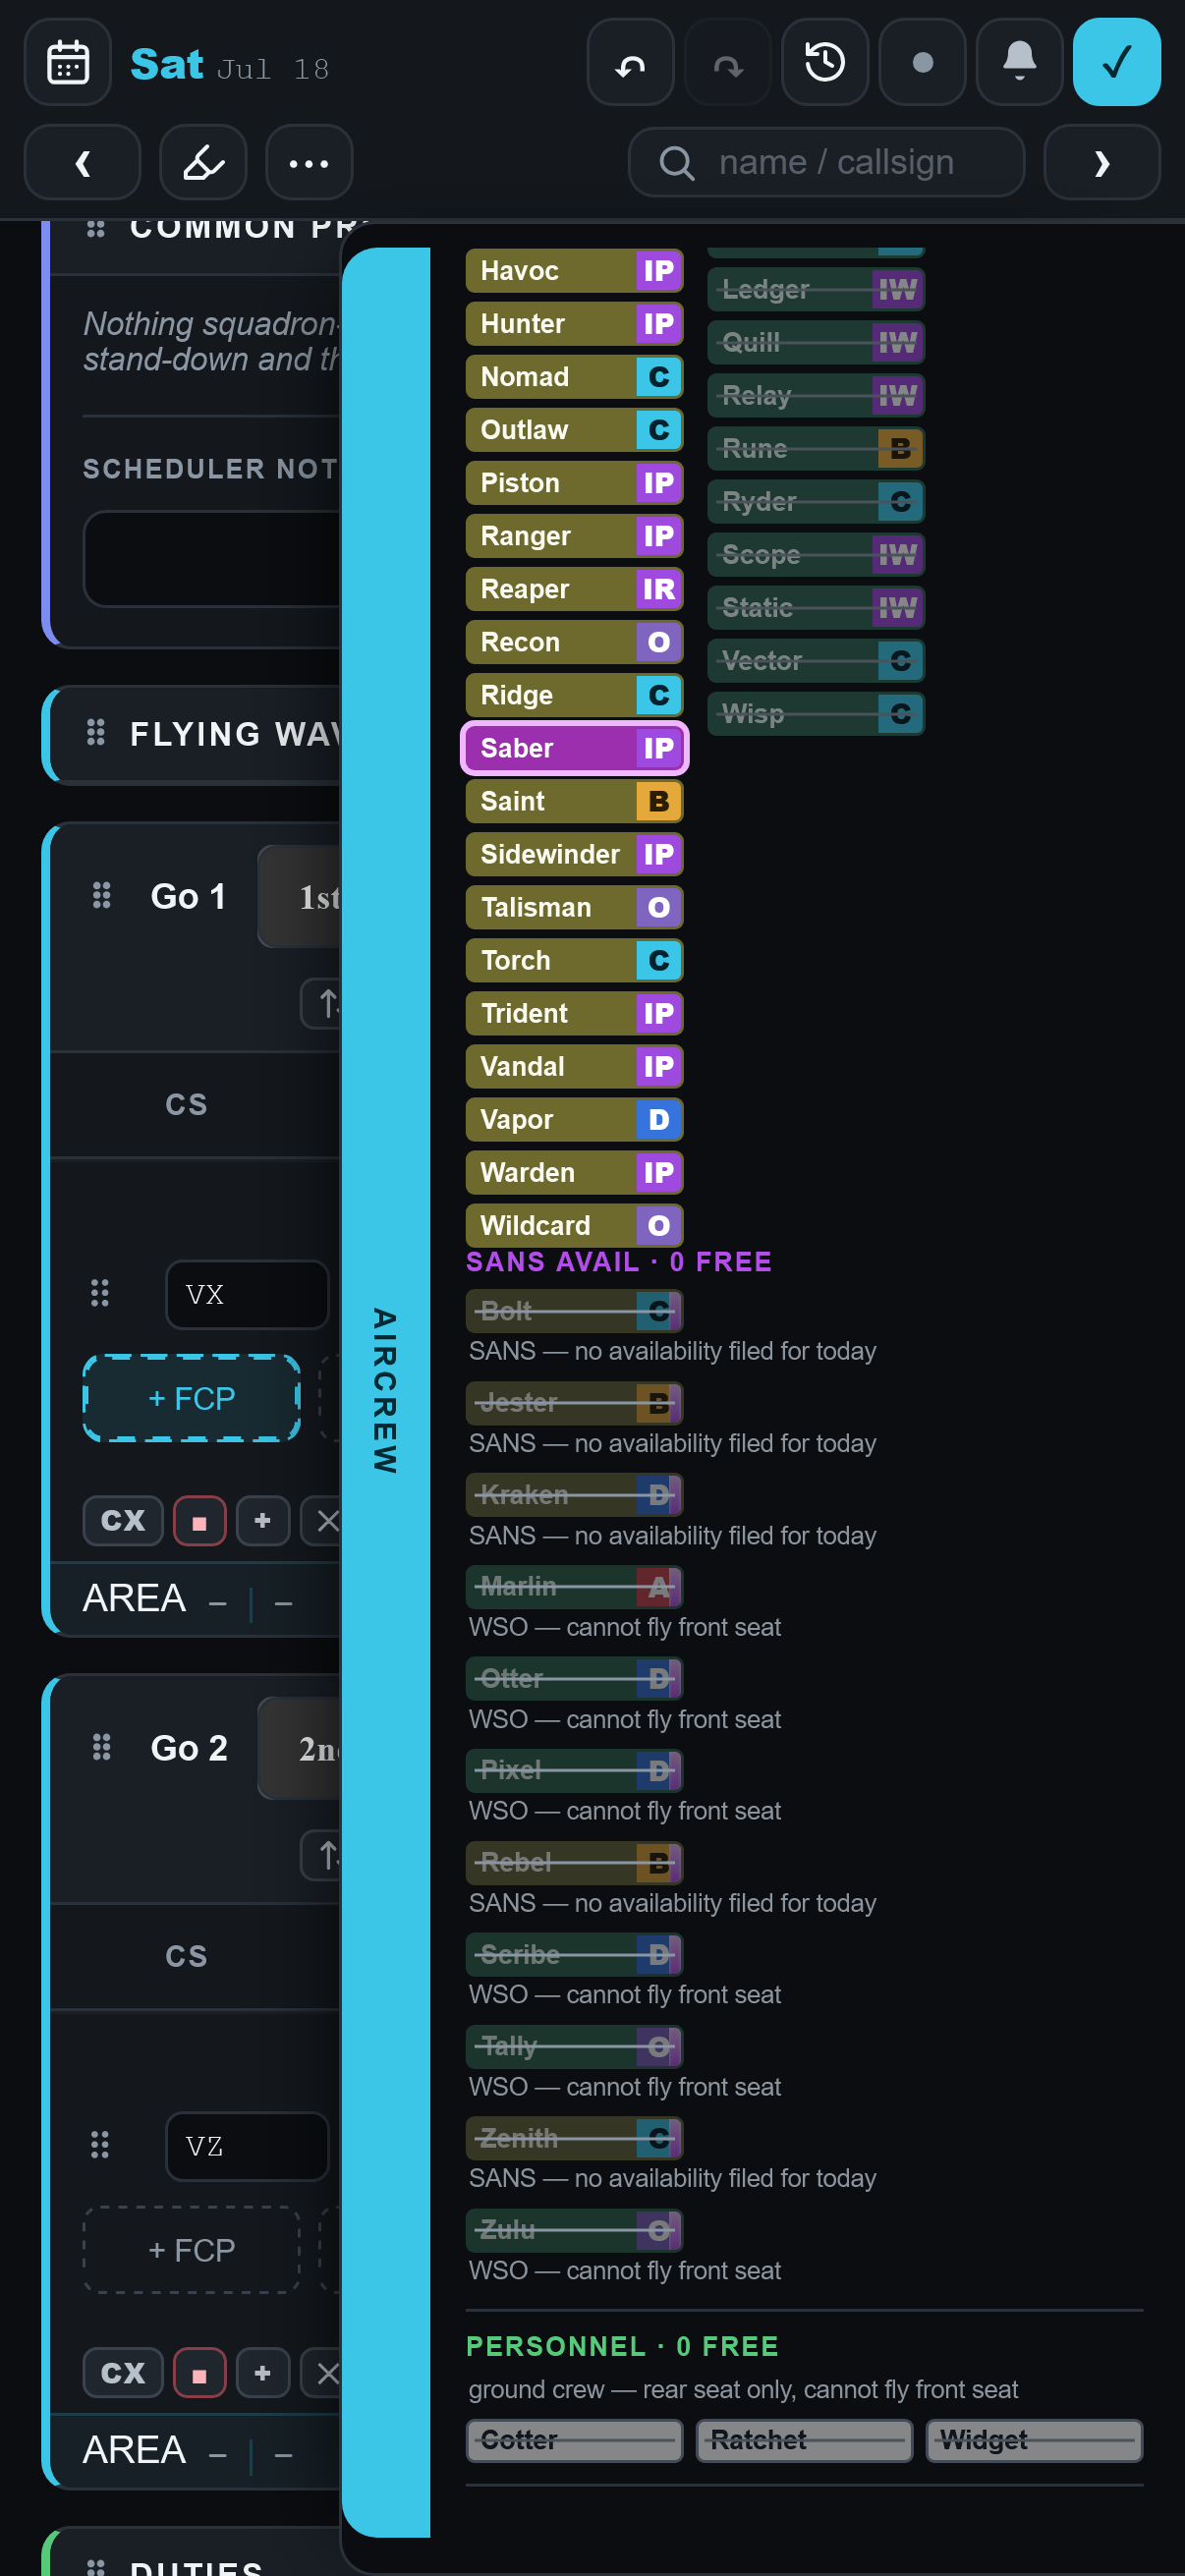 Sat Jul 18
name / callsign
COMMON PR
Nothing squadron-
stand-down and th
SCHEDULER NOT
FLYING WAV
Go 1 1st
CS
VX
+ FCP
CX + 
AREA – | –
Go 2 2n
CS
VZ
+ FCP
CX +
AREA – | –
DUTIES
AIRCREW
Havoc IP
Hunter IP
Nomad C
Outlaw C
Piston IP
Ranger IP
Reaper IR
Recon O
Ridge C
Saber IP
Saint B
Sidewinder IP
Talisman O
Torch C
Trident IP
Vandal IP
Vapor D
Warden IP
Wildcard O
Ledger IW
Quill IW
Relay IW
Rune B
Ryder C
Scope IW
Static IW
Vector C
Wisp C
SANS AVAIL · 0 FREE
Bolt C
SANS — no availability filed for today
Jester B
SANS — no availability filed for today
Kraken D
SANS — no availability filed for today
Marlin A
WSO — cannot fly front seat
Otter D
WSO — cannot fly front seat
Pixel D
WSO — cannot fly front seat
Rebel B
SANS — no availability filed for today
Scribe D
WSO — cannot fly front seat
Tally O
WSO — cannot fly front seat
Zenith C
SANS — no availability filed for today
Zulu O
WSO — cannot fly front seat
PERSONNEL · 0 FREE
ground crew — rear seat only, cannot fly front seat
Cotter Ratchet Widget